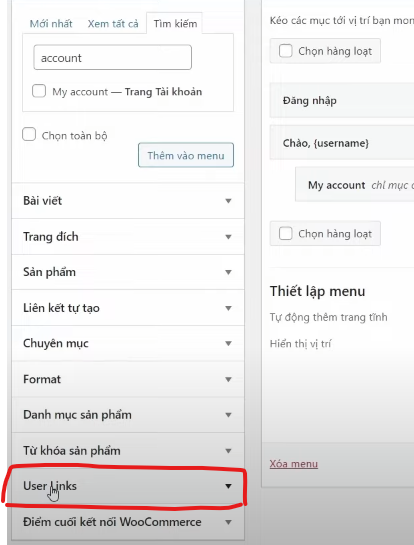 Mới nhất Xem tất cả Tìm kiếm
account
My account — Trang Tài khoản
Chọn toàn bộ
Thêm vào menu
Bài viết
Trang đích
Sản phẩm
Liên kết tự tạo
Chuyên mục
Format
Danh mục sản phẩm
Từ khóa sản phẩm
User Links
Điểm cuối kết nối WooCommerce
Kéo các mục tới vị trí bạn mon
Chọn hàng loạt
Đăng nhập
Chào, {username}
My account chỉ mục
Chọn hàng loạt
Thiết lập menu
Tự động thêm trang tĩnh
Hiển thị vị trí
Xóa menu